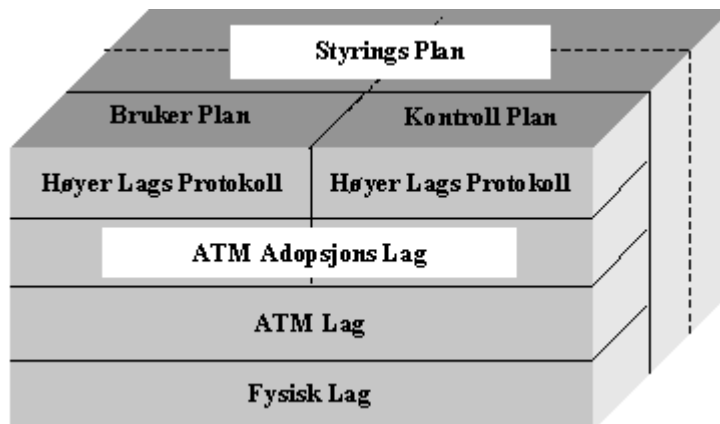 Styrings Plan
Bruker Plan
Kontroll Plan
Høyer Lags Protokoll
Høyer Lags Protokoll
ATM Adopsjons Lag
ATM Lag
Fysisk Lag